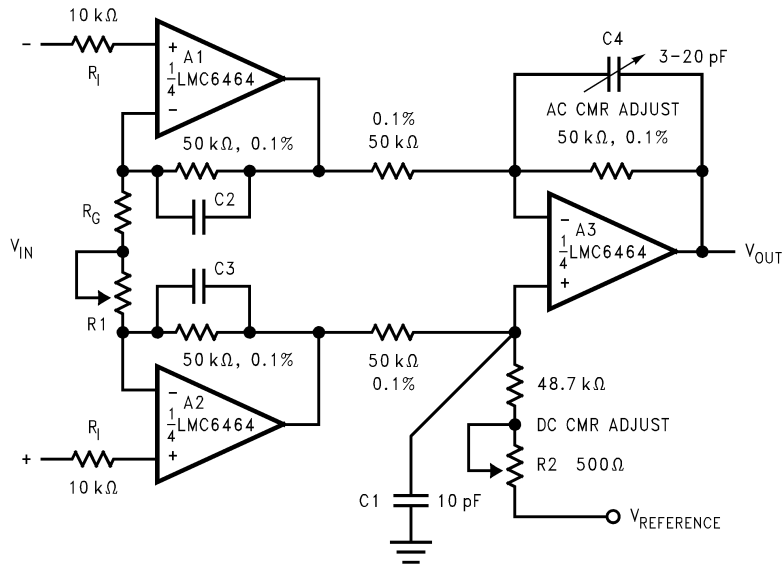 10 kΩ
−
R_I
+
A1
1/4 LMC6464
−
50 kΩ, 0.1%
C2
0.1%
50 kΩ
C4
3–20 pF
AC CMR ADJUST
50 kΩ, 0.1%
R_G
V_IN
R1
C3
50 kΩ, 0.1%
−
A3
1/4 LMC6464
+
V_OUT
50 kΩ
0.1%
−
A2
1/4 LMC6464
+
R_I
+
10 kΩ
48.7 kΩ
DC CMR ADJUST
R2 500Ω
C1 10 pF
V_REFERENCE